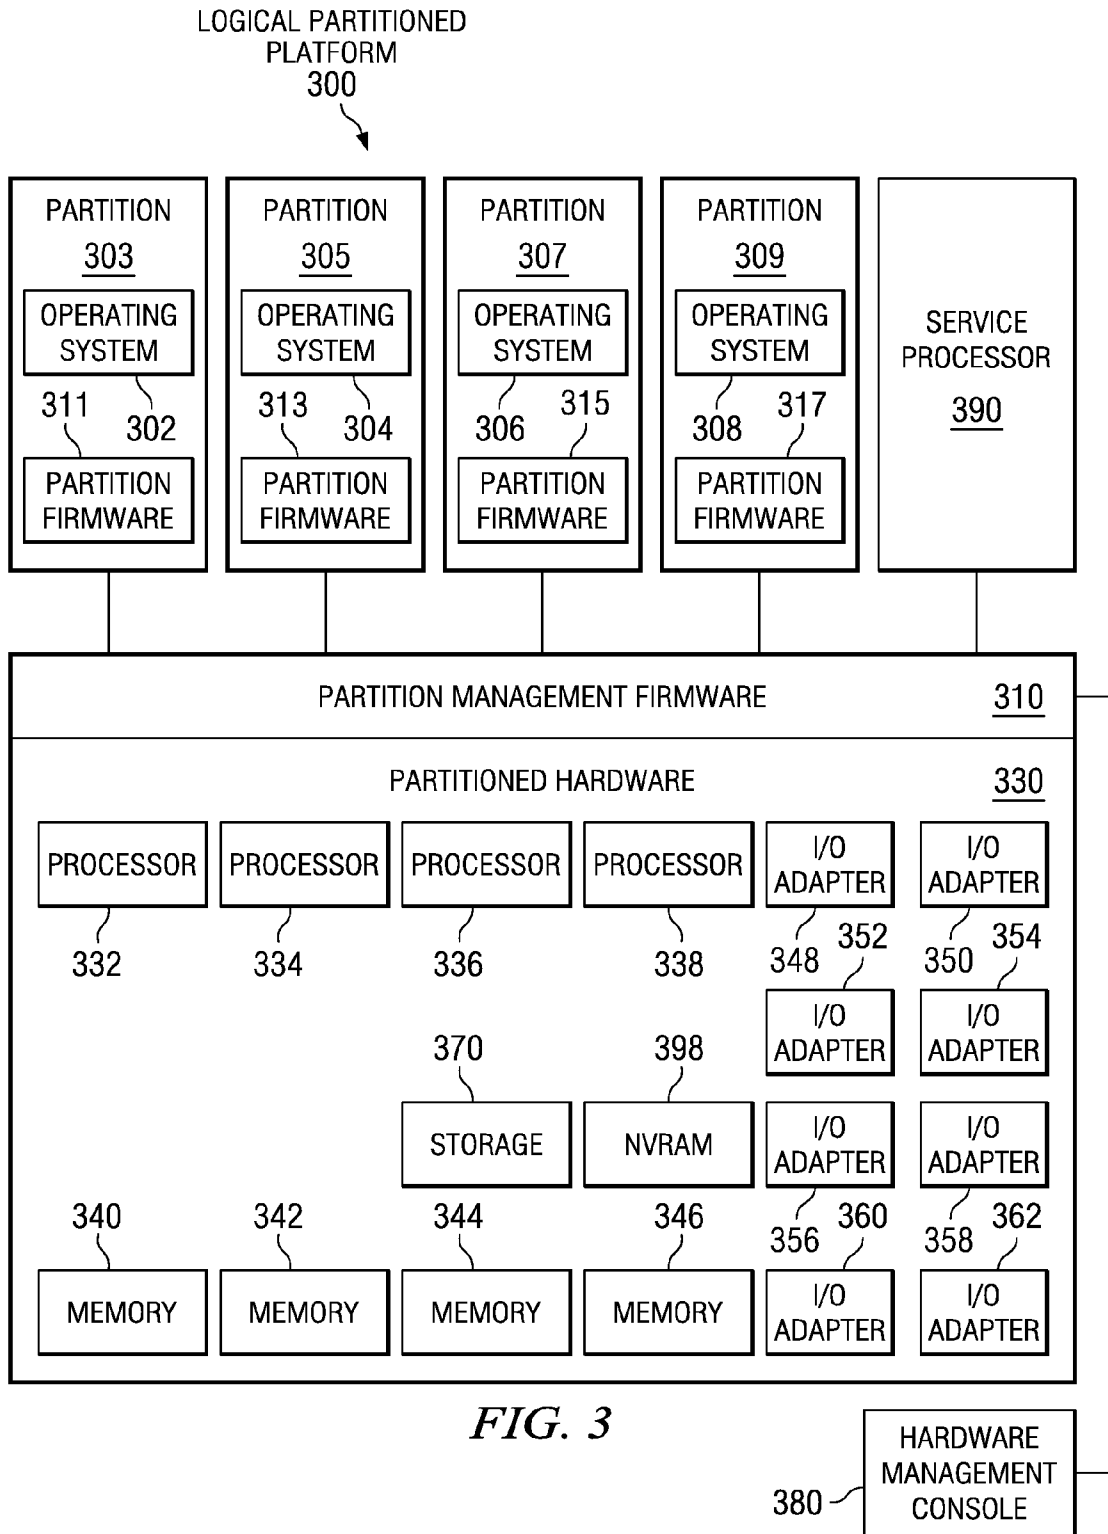 LOGICAL PARTITIONED
PLATFORM
300
PARTITION
303
OPERATING
SYSTEM
311
302
PARTITION
FIRMWARE
PARTITION
305
OPERATING
SYSTEM
313
304
PARTITION
FIRMWARE
PARTITION
307
OPERATING
SYSTEM
315
306
PARTITION
FIRMWARE
PARTITION
309
OPERATING
SYSTEM
317
308
PARTITION
FIRMWARE
SERVICE
PROCESSOR
390
PARTITION MANAGEMENT FIRMWARE 310
PARTITIONED HARDWARE 330
PROCESSOR
332
PROCESSOR
334
PROCESSOR
336
PROCESSOR
338
I/O
ADAPTER
348
I/O
ADAPTER
350
352
I/O
ADAPTER
354
I/O
ADAPTER
370
STORAGE
398
NVRAM
I/O
ADAPTER
356
I/O
ADAPTER
358
340
MEMORY
342
MEMORY
344
MEMORY
346
MEMORY
360
I/O
ADAPTER
362
I/O
ADAPTER
FIG. 3
HARDWARE
MANAGEMENT
CONSOLE
380